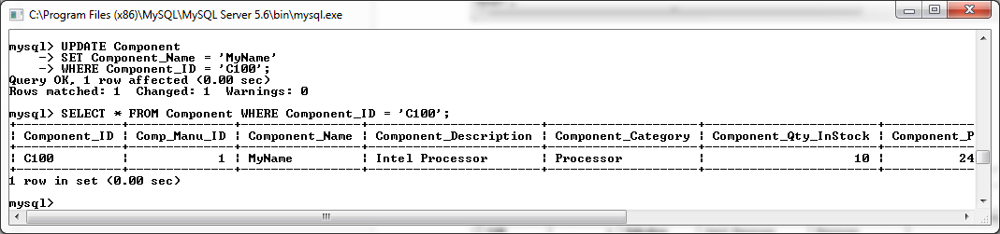 C:\Program Files (x86)\MySQL\MySQL Server 5.6\bin\mysql.exe
mysql> UPDATE Component
    -> SET Component_Name = 'MyName'
    -> WHERE Component_ID = 'C100';
Query OK, 1 row affected (0.00 sec)
Rows matched: 1  Changed: 1  Warnings: 0
mysql> SELECT * FROM Component WHERE Component_ID = 'C100';
| Component_ID | Comp_Manu_ID | Component_Name | Component_Description | Component_Category | Component_Qty_InStock | Component_P
| C100         |            1 | MyName         | Intel Processor       | Processor          |                    10 |          24
1 row in set (0.00 sec)
mysql>